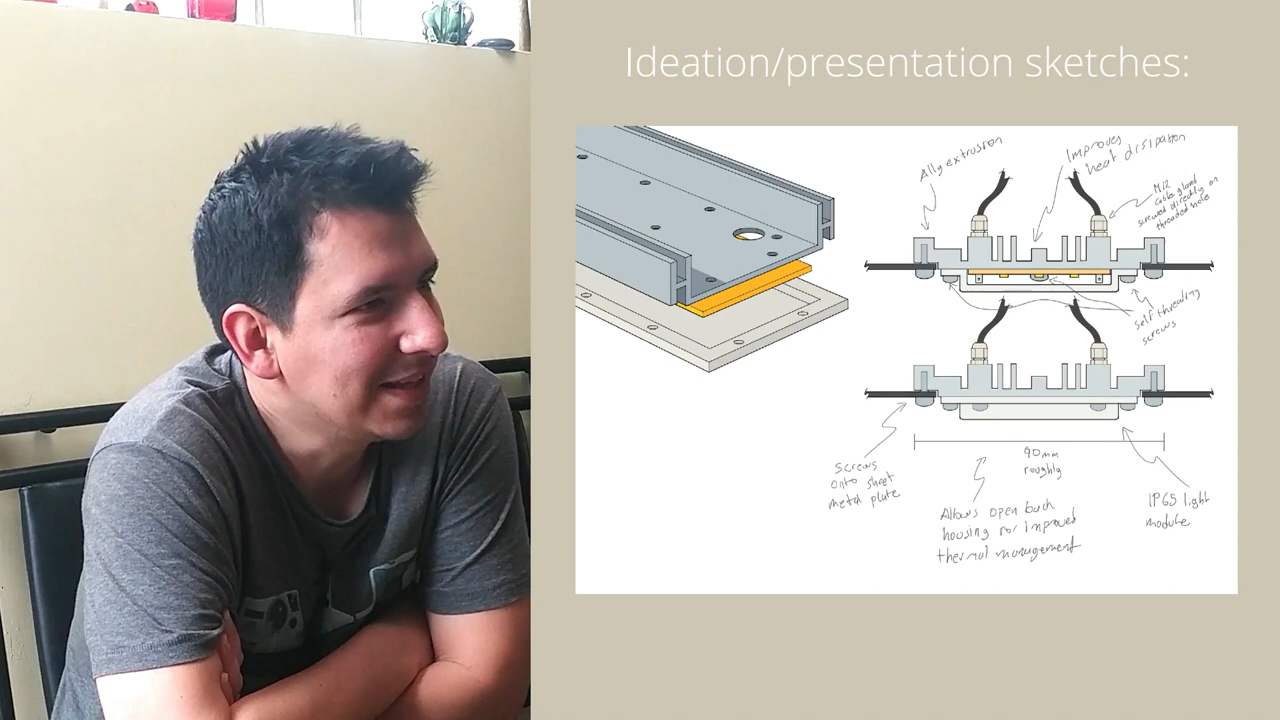 Ideation/presentation sketches:
Ally extrusion
Improves
heat disipation
M12
cable gland
screwed directly on
threaded hole
Self threading
screws
90mm
roughly
Screws
onto sheet
metal plate
Allows open back
housing for improved
thermal management
IP65 light
module